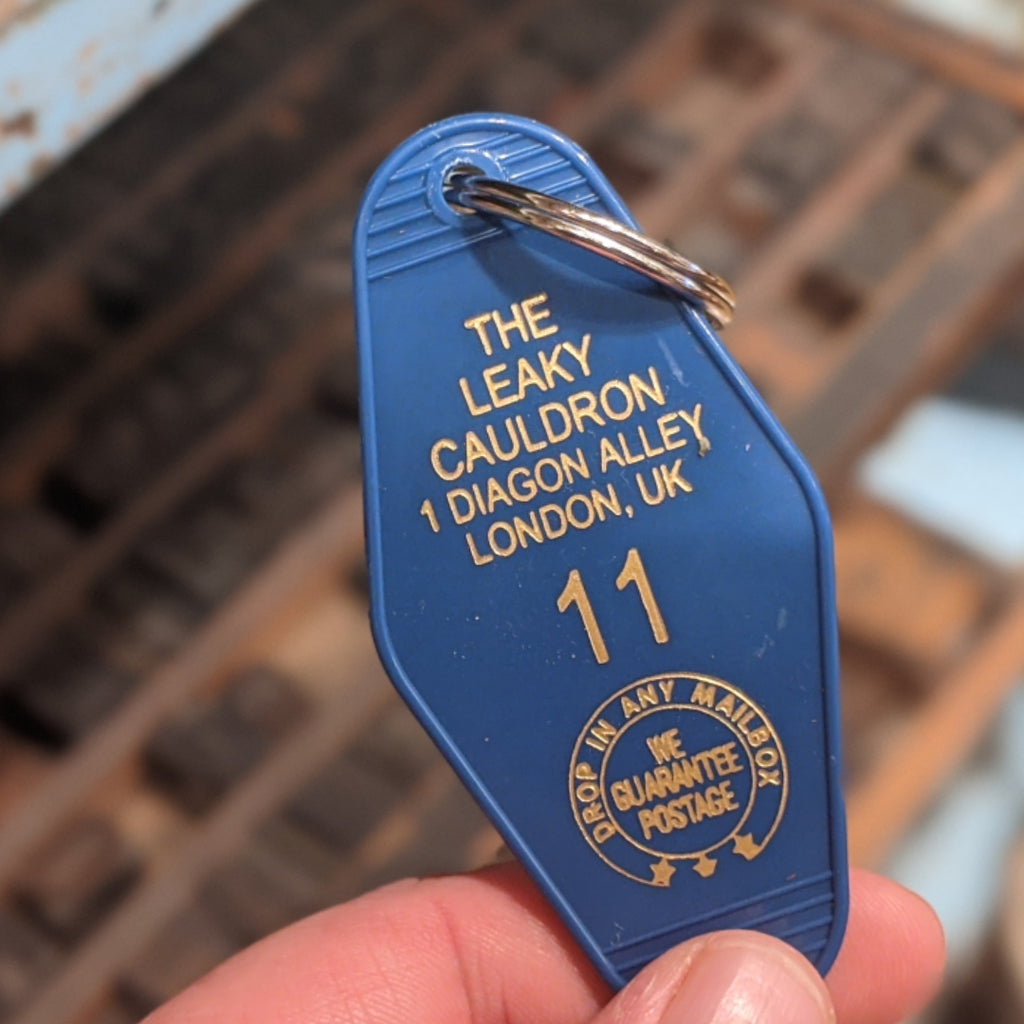 THE
LEAKY
CAULDRON
1 DIAGON ALLEY
LONDON, UK
11
DROP IN ANY MAILBOX
WE
GUARANTEE
POSTAGE